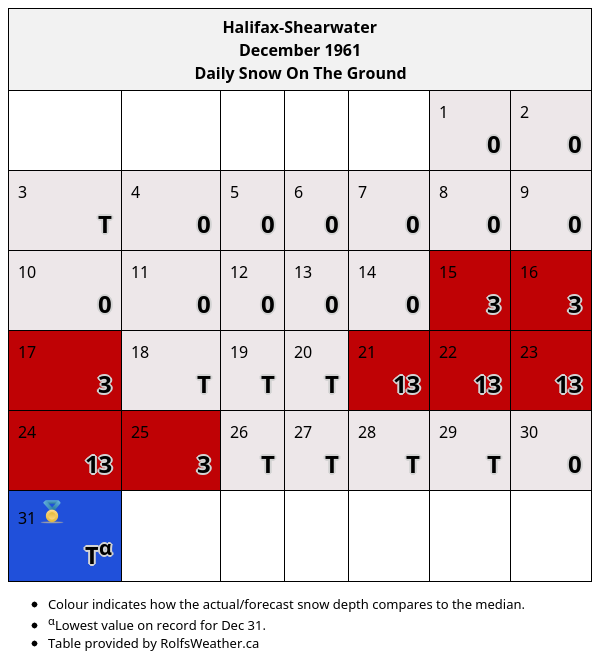 Halifax-Shearwater
December 1961
Daily Snow On The Ground
1 2
0 0
3 4 5 6 7 8 9
T 0 0 0 0 0 0
10 11 12 13 14 15 16
0 0 0 0 0 3 3
17 18 19 20 21 22 23
3 T T T 13 13 13
24 25 26 27 28 29 30
13 3 T T T T 0
31
Tα
Colour indicates how the actual/forecast snow depth compares to the median.
αLowest value on record for Dec 31.
Table provided by RolfsWeather.ca